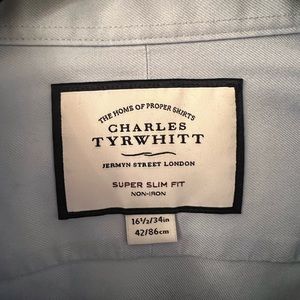 THE HOME OF PROPER SHIRTS
CHARLES
TYRWHITT
JERMYN STREET LONDON
SUPER SLIM FIT
NON-IRON
16½/34in
42/86cm